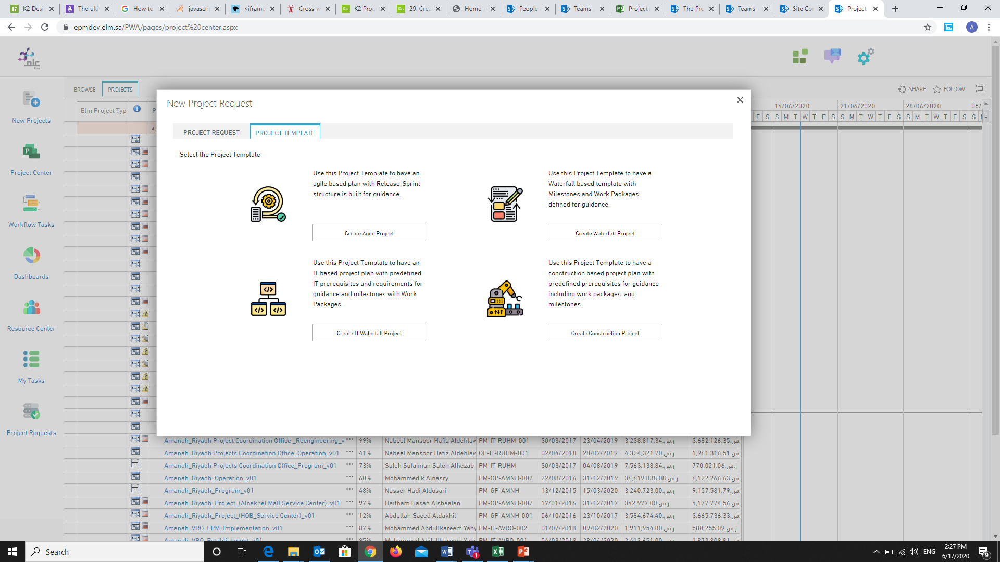 K2 Desi
The ulti
How to
javascri
<iframe
Cross-w
K2 Proc
29. Crea
Home -
People -
Teams -
Project
The Pro
Teams -
Site Con
Project
epmdev.elm.sa/PWA/pages/project%20center.aspx
A
علم
Elm
BROWSE
PROJECTS
SHARE
FOLLOW
New Projects
Project Center
Workflow Tasks
Dashboards
Resource Center
My Tasks
Project Requests
Elm Project Typ
14/06/2020 21/06/2020 28/06/2020 05/
F S S M T W T F S S M T W T F S S M T W T F S S
New Project Request
PROJECT REQUEST
PROJECT TEMPLATE
Select the Project Template
Use this Project Template to have an
agile based plan with Release-Sprint
structure is built for guidance.
Create Agile Project
Use this Project Template to have a
Waterfall based template with
Milestones and Work Packages
defined for guidance.
Create Waterfall Project
Use this Project Template to have an
IT based project plan with predefined
IT prerequisites and requirements for
guidance and milestones with Work
Packages.
Create IT Waterfall Project
Use this Project Template to have a
construction based project plan with
predefined prerequisites for guidance
including work packages and
milestones
Create Construction Project
Amanah_Riyadh Project Coordination Office _Reengineering_v ... 99% Nabeel Mansoor Hafiz Aldehlaw PM-IT-RUHM-001 30/03/2017 23/04/2019 ر.س.3,238,817.34 ر.س.3,682,126.35
Amanah_Riyadh Projects Coordination Office_Operation_v01 ... 41% Nabeel Mansoor Hafiz Aldehlaw OP-IT-RUHM-001 02/04/2018 28/07/2019 ر.س.4,324,321.70 ر.س.1,961,316.51
Amanah_Riyadh Projects Coordination Office_Program_v01 ... 73% Saleh Sulaiman Saleh Alhezab PM-IT-RUHM 30/03/2017 04/08/2019 ر.س.7,563,138.84 ر.س.770,021.06
Amanah_Riyadh_Operation_v01 ... 60% Mohammed k Alnasry PM-GP-AMNH-003 22/08/2016 31/12/2019 ر.س.36,619,838.08 ر.س.6,122,266.63
Amanah_Riyadh_Program_v01 ... 48% Nasser Hadi Aldosari PM-GP-AMNH 13/12/2015 15/03/2020 ر.س.3,240,723.00 ر.س.9,157,581.79
Amanah_Riyadh_Project_(Alnakhel Mall Service Center)_v01 ... 97% Haitham Hasan Alshaalan PM-GP-AMNH-002 17/01/2016 31/12/2017 ر.س.342,977.00 ر.س.4,177,774.56
Amanah_Riyadh_Project_(HOB_Service Center)_v01 ... 12% Abdullah Saeed Aldakhil PM-GP-AMNH-001 06/10/2016 23/10/2017 ر.س.3,584,674.40 ر.س.3,665,736.33
Amanah_VRO_EPM_Implementation_v01 ... 87% Mohammed Abdullkareem Yahy PM-IT-AVRO-002 01/07/2018 09/02/2020 ر.س.1,911,954.00 ر.س.580,255.09
Amanah_VRO_Establishment_v01 ... 95% Mohammed Abdullkareem Yahy PM-IT-AVRO-001 04/03/2018 28/04/2020 ر.س.2,413,651.00 ر.س.1,872,808.81
Search
ENG
2:27 PM
6/17/2020
1
9